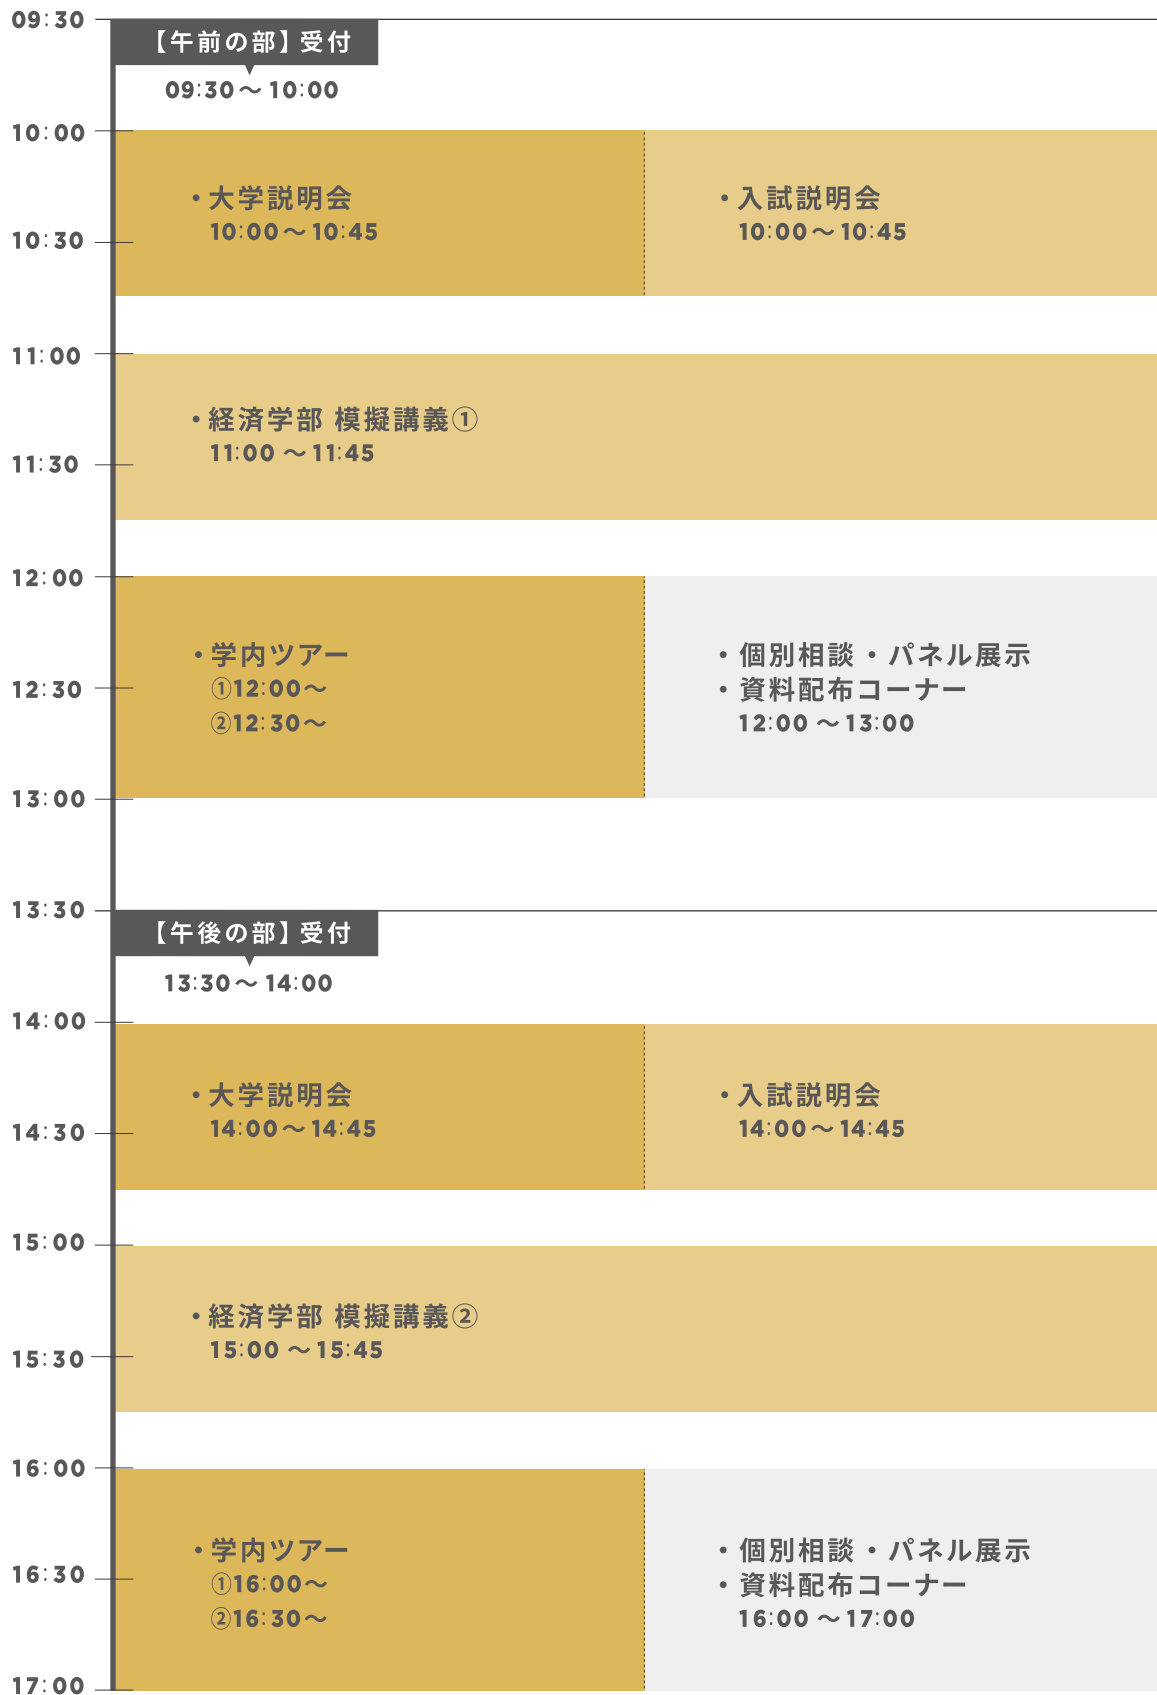 09:30
【午前の部】受付
09:30～10:00
10:00
・大学説明会
10:00～10:45
・入試説明会
10:00～10:45
10:30
11:00
・経済学部 模擬講義①
11:00 ～11:45
11:30
12:00
・学内ツアー
①12:00～
②12:30～
・個別相談・パネル展示
・資料配布コーナー
12:00 ～13:00
12:30
13:00
13:30
【午後の部】受付
13:30～14:00
14:00
・大学説明会
14:00～14:45
・入試説明会
14:00～14:45
14:30
15:00
・経済学部 模擬講義②
15:00 ～15:45
15:30
16:00
・学内ツアー
①16:00～
②16:30～
・個別相談・パネル展示
・資料配布コーナー
16:00 ～17:00
16:30
17:00